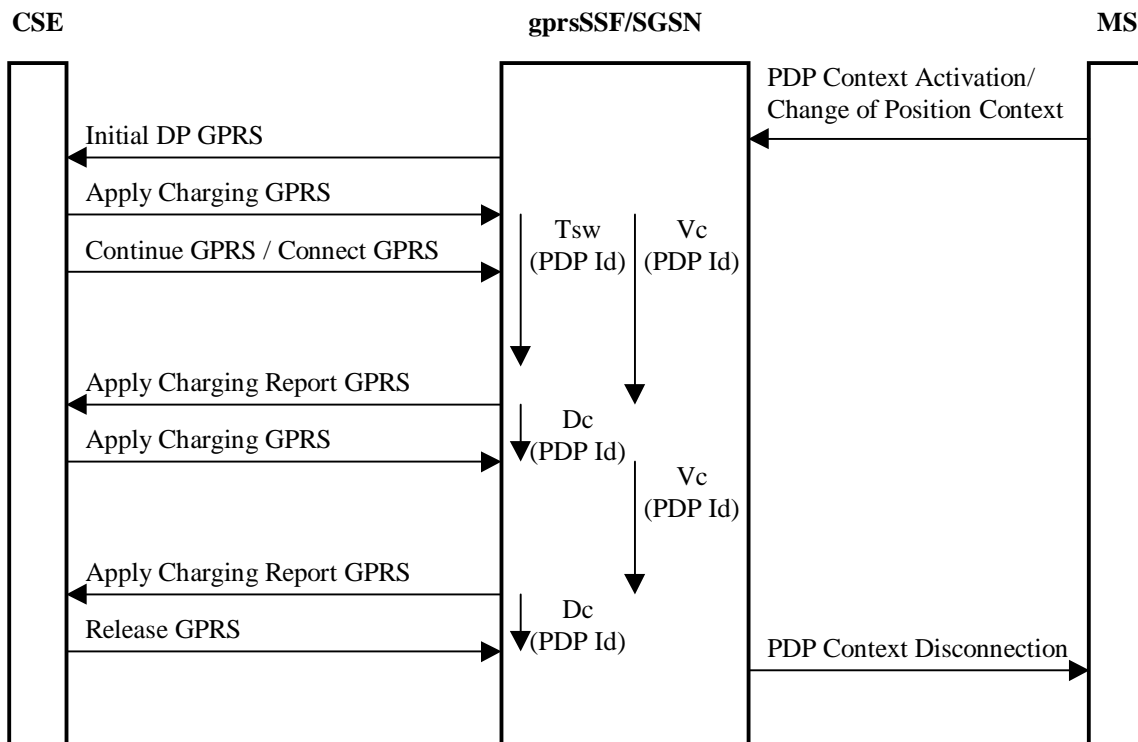 CSE
gprsSSF/SGSN
MS
PDP Context Activation/
Change of Position Context
Initial DP GPRS
Apply Charging GPRS
Tsw
(PDP Id)
Vc
(PDP Id)
Continue GPRS / Connect GPRS
Apply Charging Report GPRS
Dc
(PDP Id)
Apply Charging GPRS
Vc
(PDP Id)
Apply Charging Report GPRS
Dc
(PDP Id)
Release GPRS
PDP Context Disconnection